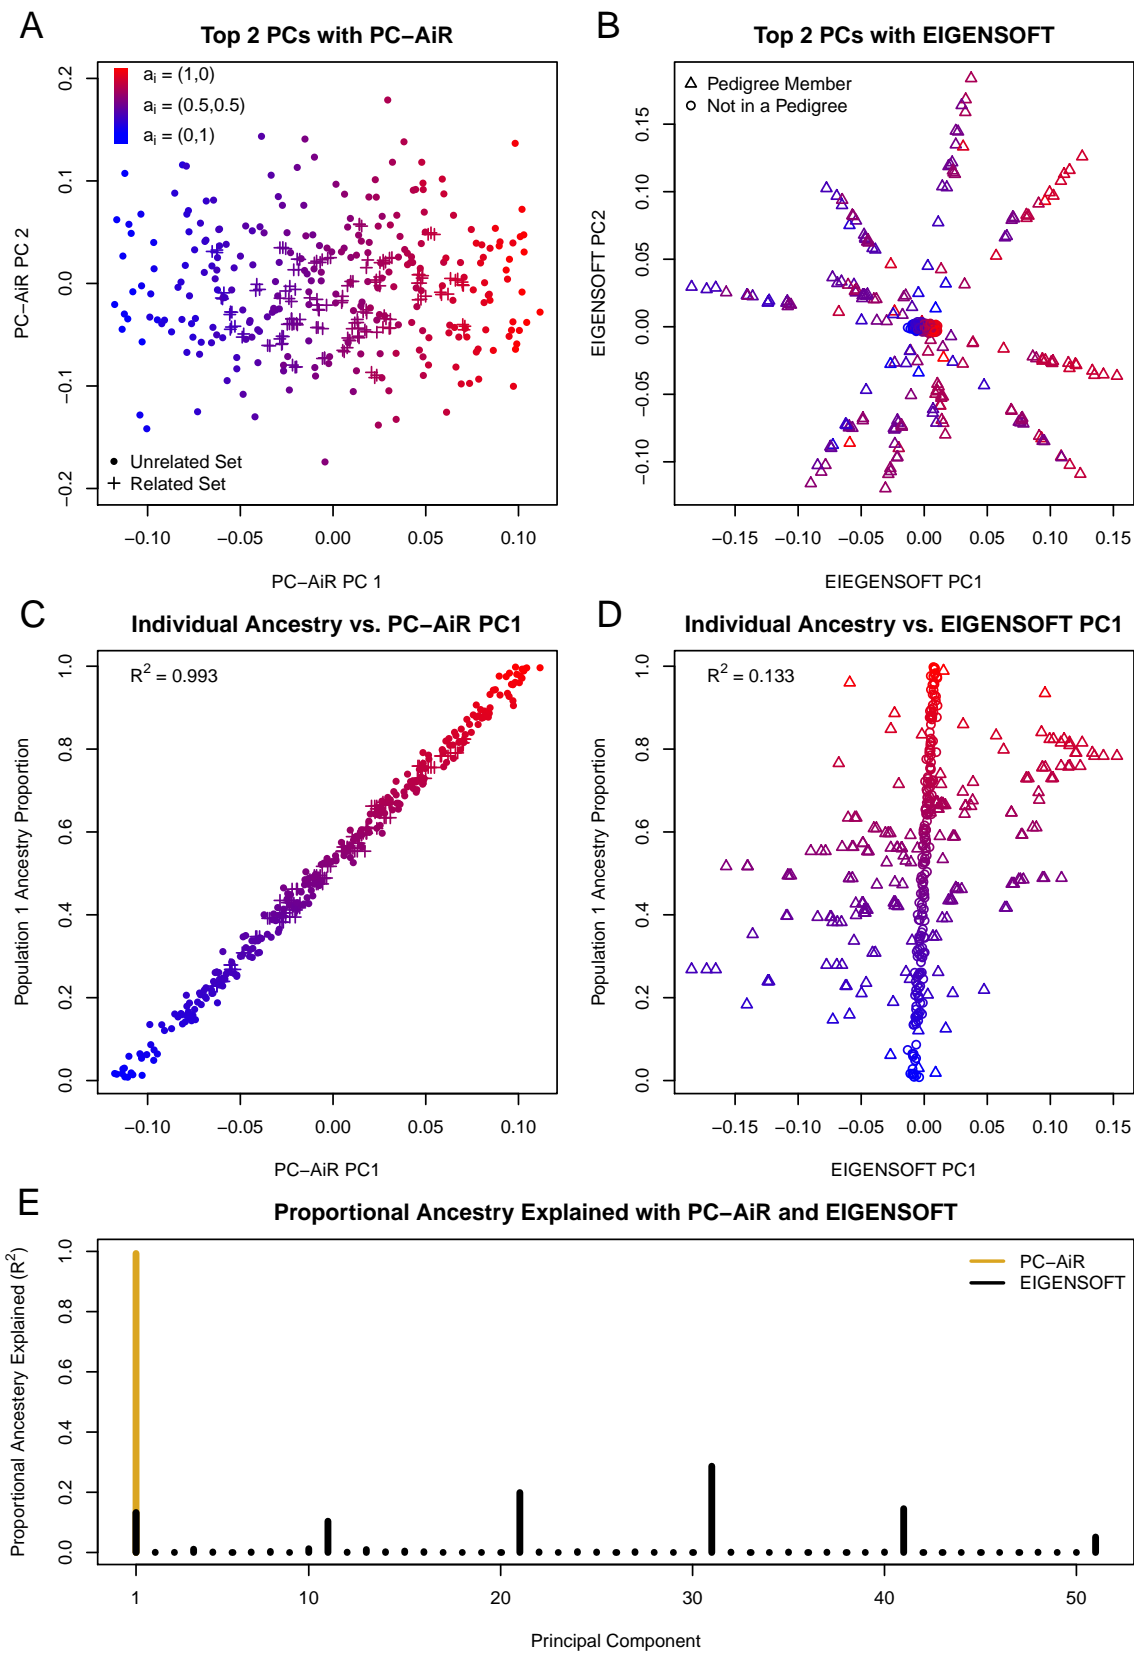 A
Top 2 PCs with PC−AiR
0.2
0.1
0.0
−0.1
−0.2
PC−AiR PC 2
ai = (1,0)
ai = (0.5,0.5)
ai = (0,1)
Unrelated Set
Related Set
−0.10 −0.05 0.00 0.05 0.10
PC−AiR PC 1
B
Top 2 PCs with EIGENSOFT
Pedigree Member
Not in a Pedigree
0.15
0.10
0.05
0.00
−0.05
−0.10
EIGENSOFT PC2
−0.15 −0.10 −0.05 0.00 0.05 0.10 0.15
EIEGENSOFT PC1
C
Individual Ancestry vs. PC−AiR PC1
R2 = 0.993
1.0
0.8
0.6
0.4
0.2
0.0
Population 1 Ancestry Proportion
−0.10 −0.05 0.00 0.05 0.10
PC−AiR PC1
D
Individual Ancestry vs. EIGENSOFT PC1
R2 = 0.133
1.0
0.8
0.6
0.4
0.2
0.0
Population 1 Ancestry Proportion
−0.15 −0.10 −0.05 0.00 0.05 0.10 0.15
EIGENSOFT PC1
E
Proportional Ancestry Explained with PC−AiR and EIGENSOFT
PC−AiR
EIGENSOFT
1.0
0.8
0.6
0.4
0.2
0.0
Proportional Ancestery Explained (R2)
1 10 20 30 40 50
Principal Component